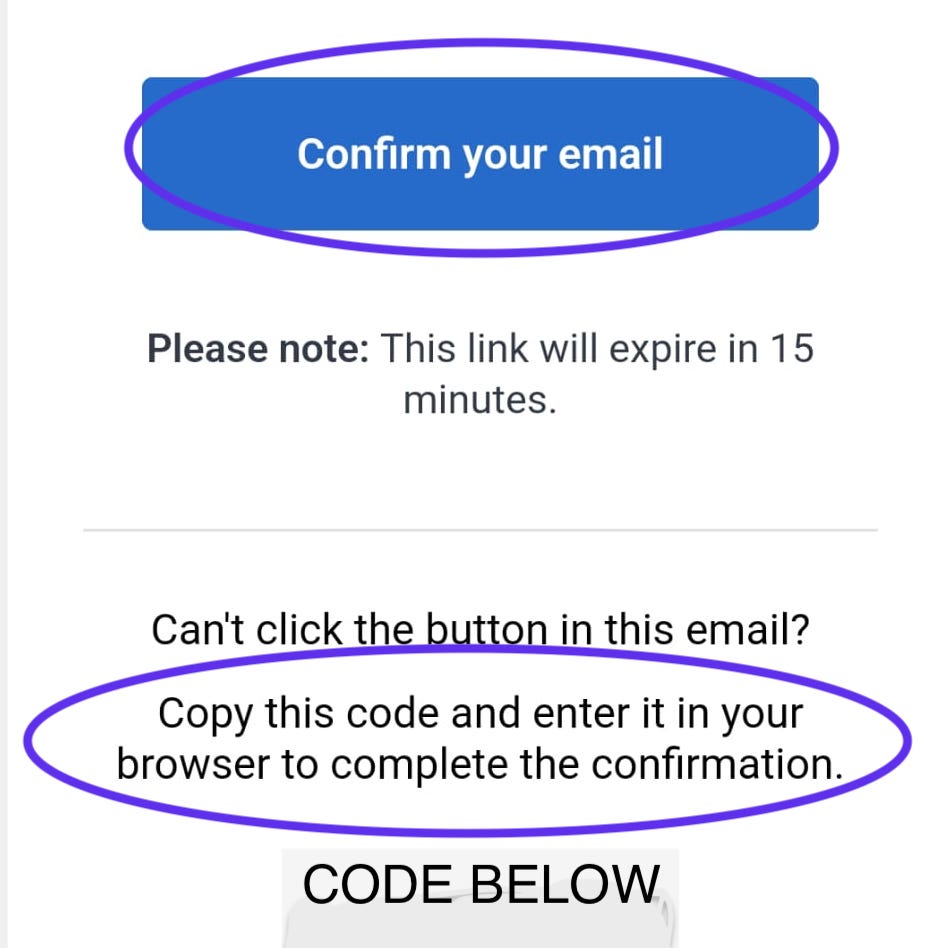 Confirm your email
Please note: This link will expire in 15
minutes.
Can't click the button in this email?
Copy this code and enter it in your
browser to complete the confirmation.
CODE BELOW